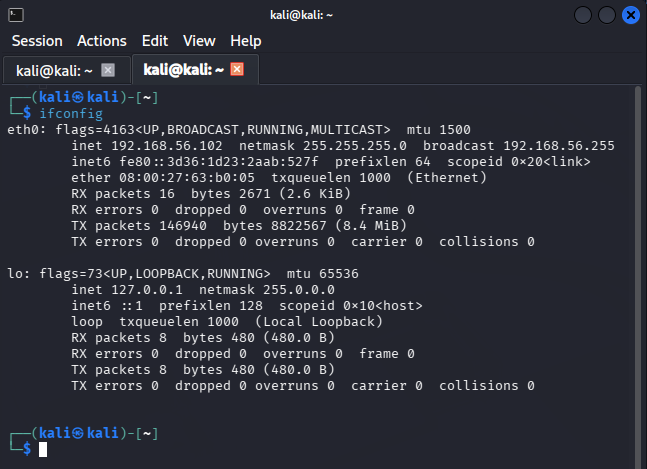 kali@kali: ~
Session Actions Edit View Help
kali@kali: ~ kali@kali: ~
┌──(kali㉿kali)-[~]
└─$ ifconfig
eth0: flags=4163<UP,BROADCAST,RUNNING,MULTICAST>  mtu 1500
        inet 192.168.56.102  netmask 255.255.255.0  broadcast 192.168.56.255
        inet6 fe80::3d36:1d23:2aab:527f  prefixlen 64  scopeid 0×20<link>
        ether 08:00:27:63:b0:05  txqueuelen 1000  (Ethernet)
        RX packets 16  bytes 2671 (2.6 KiB)
        RX errors 0  dropped 0  overruns 0  frame 0
        TX packets 146940  bytes 8822567 (8.4 MiB)
        TX errors 0  dropped 0 overruns 0  carrier 0  collisions 0
lo: flags=73<UP,LOOPBACK,RUNNING>  mtu 65536
        inet 127.0.0.1  netmask 255.0.0.0
        inet6 ::1  prefixlen 128  scopeid 0×10<host>
        loop  txqueuelen 1000  (Local Loopback)
        RX packets 8  bytes 480 (480.0 B)
        RX errors 0  dropped 0  overruns 0  frame 0
        TX packets 8  bytes 480 (480.0 B)
        TX errors 0  dropped 0 overruns 0  carrier 0  collisions 0
┌──(kali㉿kali)-[~]
└─$